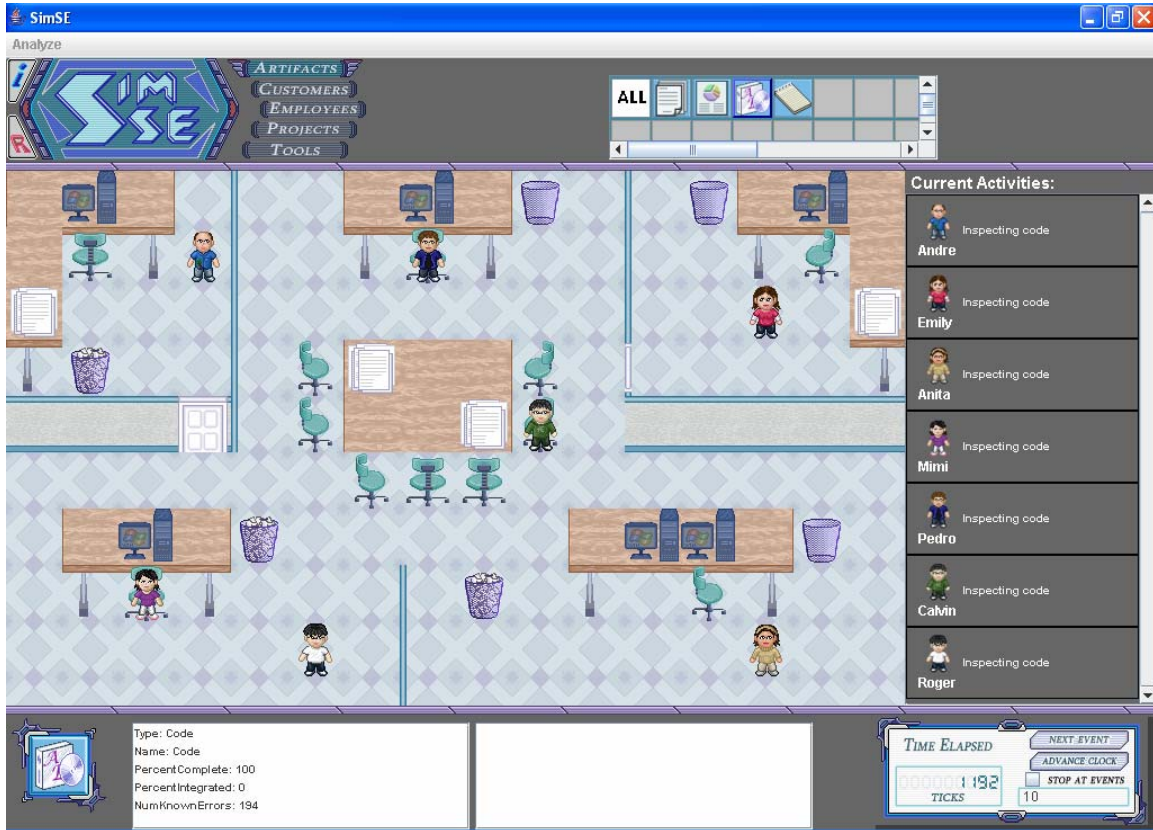 SimSE
Analyze
i
R
SIM
SE
ARTIFACTS
CUSTOMERS
EMPLOYEES
PROJECTS
TOOLS
ALL
Current Activities:
Inspecting code
Andre
Inspecting code
Emily
Inspecting code
Anita
Inspecting code
Mimi
Inspecting code
Pedro
Inspecting code
Calvin
Inspecting code
Roger
Type: Code
Name: Code
PercentComplete: 100
PercentIntegrated: 0
NumKnownErrors: 194
TIME ELAPSED
1192
TICKS
NEXT EVENT
ADVANCE CLOCK
STOP AT EVENTS
10